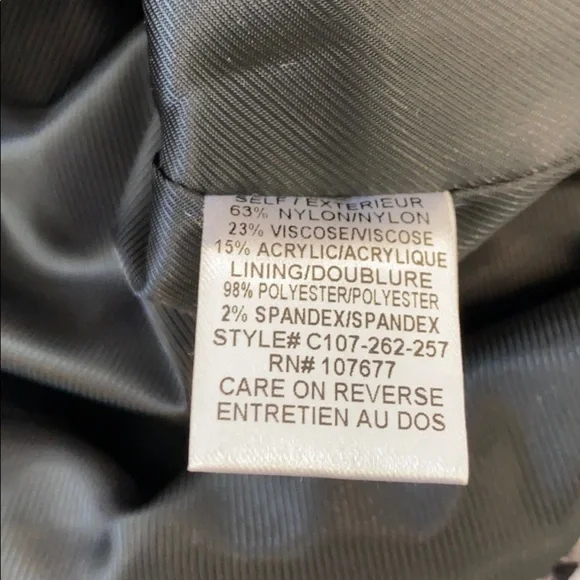 SELF/EXTERIEUR
63% NYLON/NYLON
23% VISCOSE/VISCOSE
15% ACRYLIC/ACRYLIQUE
LINING/DOUBLURE
98% POLYESTER/POLYESTER
2% SPANDEX/SPANDEX
STYLE# C107-262-257
RN# 107677
CARE ON REVERSE
ENTRETIEN AU DOS